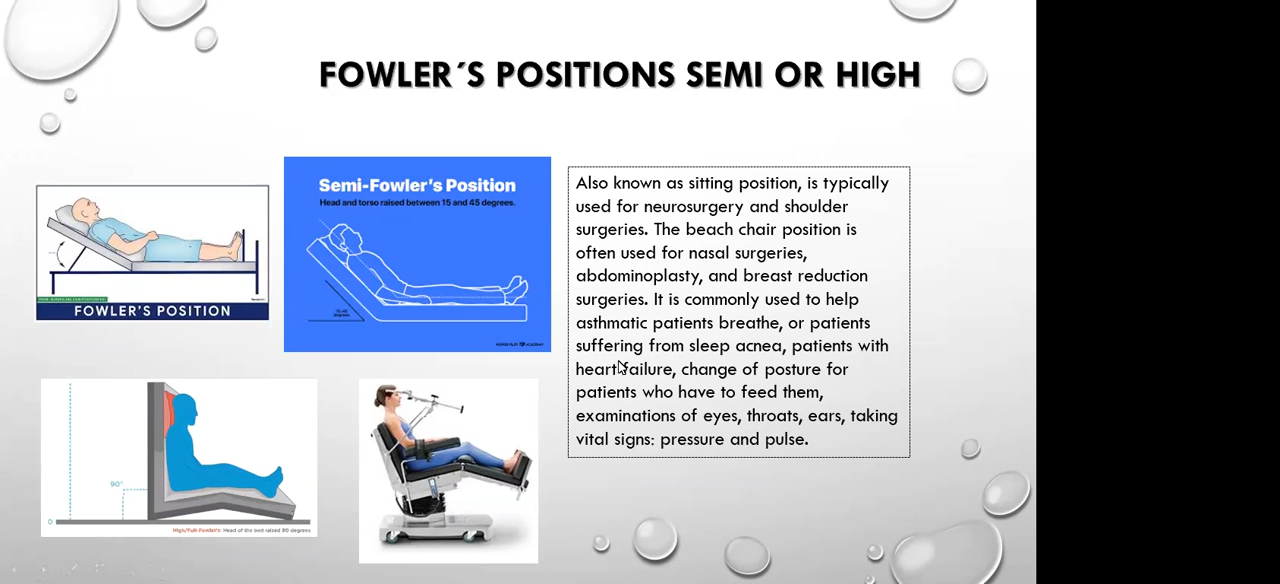 FOWLER´S POSITIONS SEMI OR HIGH
FOWLER'S POSITION
Semi-Fowler's Position
Head and torso raised between 15 and 45 degrees.
Also known as sitting position, is typically
used for neurosurgery and shoulder
surgeries. The beach chair position is
often used for nasal surgeries,
abdominoplasty, and breast reduction
surgeries. It is commonly used to help
asthmatic patients breathe, or patients
suffering from sleep acnea, patients with
heart failure, change of posture for
patients who have to feed them,
examinations of eyes, throats, ears, taking
vital signs: pressure and pulse.
90°
0
High/Full-Fowler's: Head of the bed raised 90 degrees